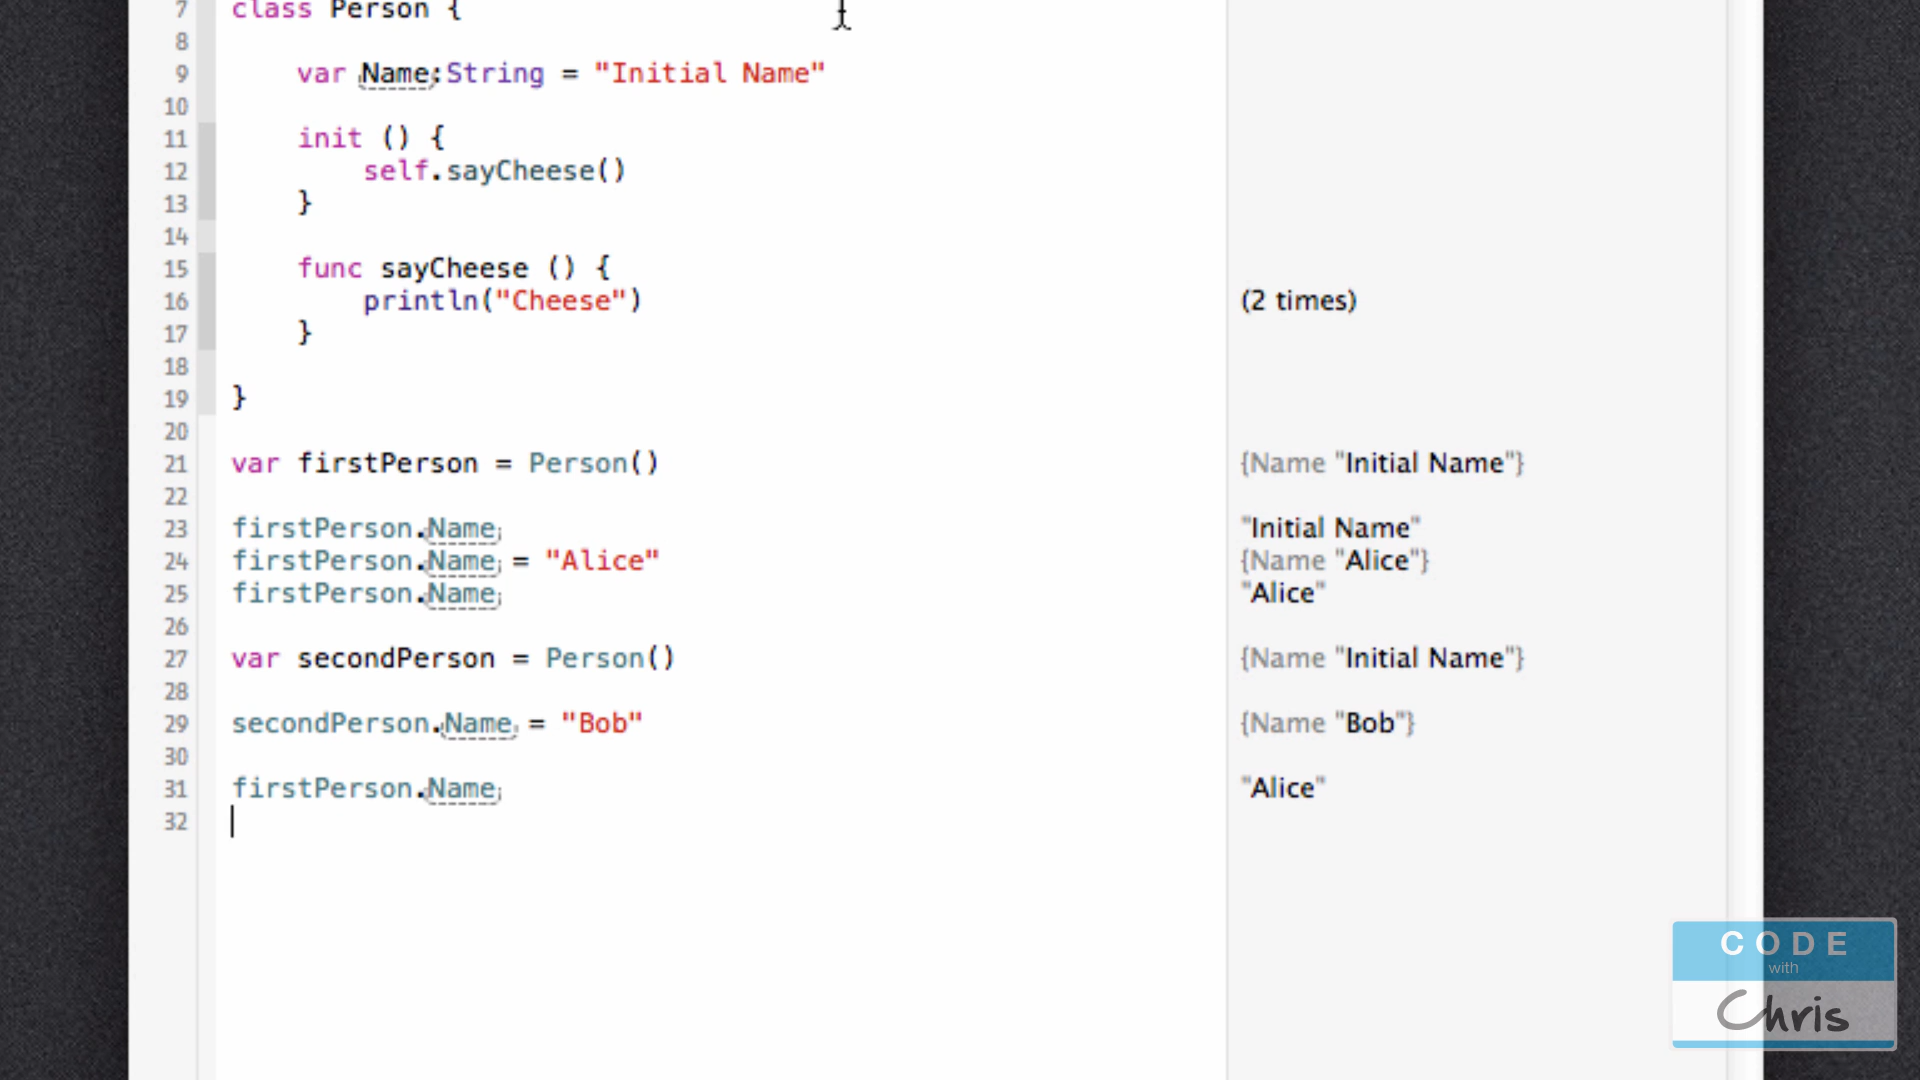 7 class Person {
8
9 var Name:String = "Initial Name"
10
11 init () {
12 self.sayCheese()
13 }
14
15 func sayCheese () {
16 println("Cheese") (2 times)
17 }
18
19 }
20
21 var firstPerson = Person() {Name "Initial Name"}
22
23 firstPerson.Name "Initial Name"
24 firstPerson.Name = "Alice" {Name "Alice"}
25 firstPerson.Name "Alice"
26
27 var secondPerson = Person() {Name "Initial Name"}
28
29 secondPerson.Name = "Bob" {Name "Bob"}
30
31 firstPerson.Name "Alice"
32
CODE
with
Chris